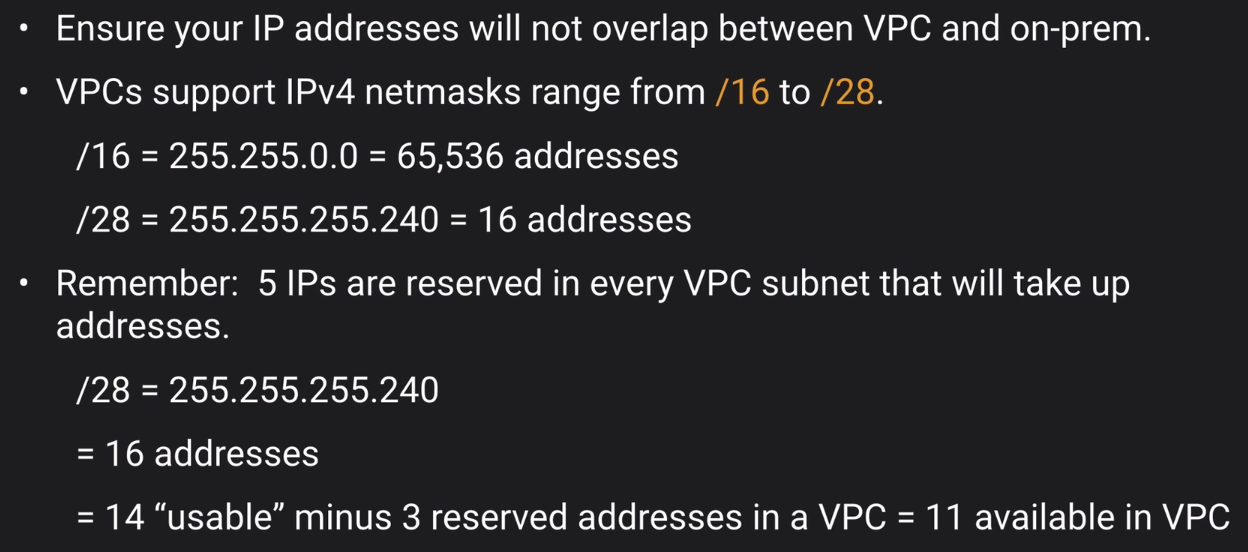 • Ensure your IP addresses will not overlap between VPC and on-prem.
• VPCs support IPv4 netmasks range from /16 to /28.
/16 = 255.255.0.0 = 65,536 addresses
/28 = 255.255.255.240 = 16 addresses
• Remember:  5 IPs are reserved in every VPC subnet that will take up
addresses.
/28 = 255.255.255.240
= 16 addresses
= 14 “usable” minus 3 reserved addresses in a VPC = 11 available in VPC